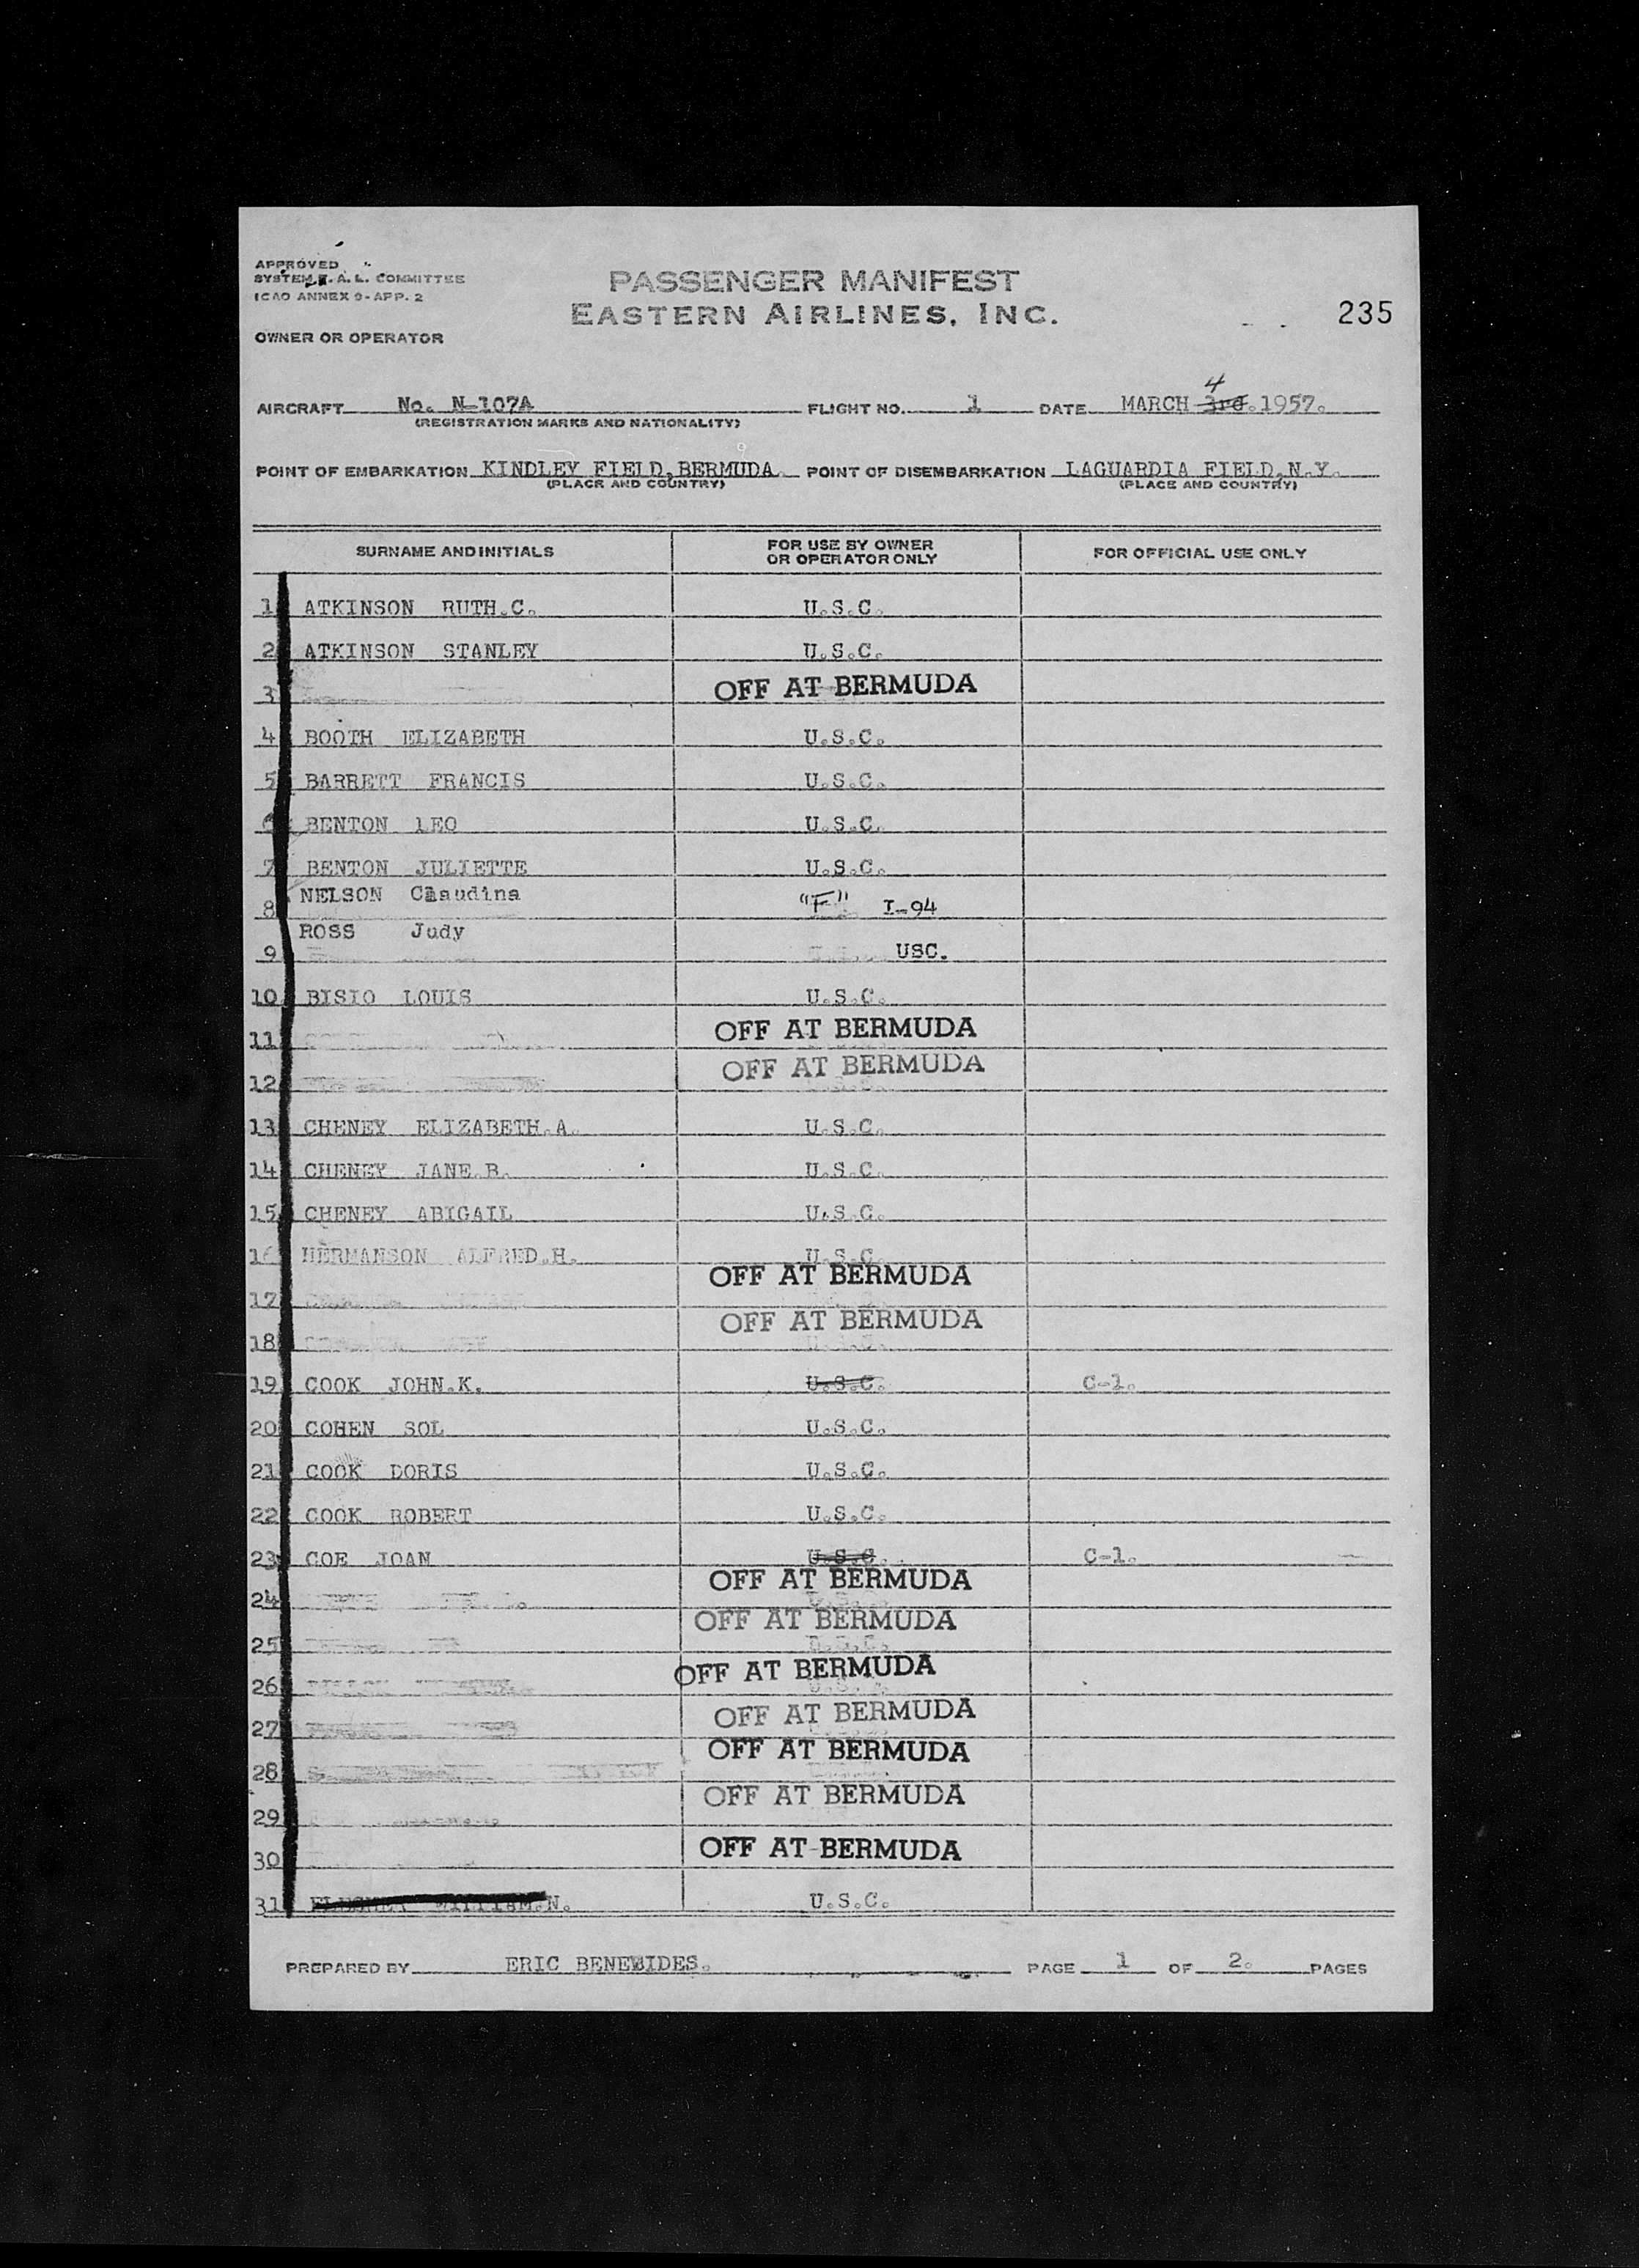 APPROVED
SYSTEM F. A. L. COMMITTEE
ICAO ANNEX 9-APP. 2
PASSENGER MANIFEST
EASTERN AIRLINES, INC.
235
OWNER OR OPERATOR
4
AIRCRAFT No. N-107A FLIGHT NO. 1 DATE MARCH 3rd. 1957.
(REGISTRATION MARKS AND NATIONALITY)
POINT OF EMBARKATION KINDLEY FIELD, BERMUDA. POINT OF DISEMBARKATION LAGUARDIA FIELD, N.Y.
(PLACE AND COUNTRY) (PLACE AND COUNTRY)
SURNAME AND INITIALS FOR USE BY OWNER OR OPERATOR ONLY FOR OFFICIAL USE ONLY
1 ATKINSON RUTH.C. U.S.C.
2 ATKINSON STANLEY U.S.C.
3 OFF AT BERMUDA
4 BOOTH ELIZABETH U.S.C.
5 BARRETT FRANCIS U.S.C.
6 BENTON LEO U.S.C.
7 BENTON JULIETTE U.S.C.
8 NELSON Claudina "F" I-94
9 ROSS Judy USC.
10 BISIO LOUIS U.S.C.
11 OFF AT BERMUDA
12 OFF AT BERMUDA
13 CHENEY ELIZABETH.A. U.S.C.
14 CHENEY JANE.B. U.S.C.
15 CHENEY ABIGAIL U.S.C.
16 HERMANSON ALFRED.H. U.S.C.
17 OFF AT BERMUDA
18 OFF AT BERMUDA
19 COOK JOHN.K. U.S.C. C-1.
20 COHEN SOL U.S.C.
21 COOK DORIS U.S.C.
22 COOK ROBERT U.S.C.
23 COE JOAN U.S.C. C-1.
24 OFF AT BERMUDA
25 OFF AT BERMUDA
26 OFF AT BERMUDA
27 OFF AT BERMUDA
28 OFF AT BERMUDA
29 OFF AT BERMUDA
30 OFF AT BERMUDA
31 WILLIAM.N. U.S.C.
PREPARED BY ERIC BENEVIDES. PAGE 1 OF 2. PAGES